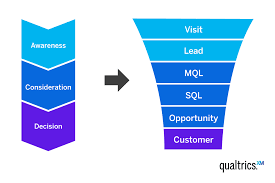 Awareness
Consideration
Decision
Visit
Lead
MQL
SQL
Opportunity
Customer
qualtrics.XM